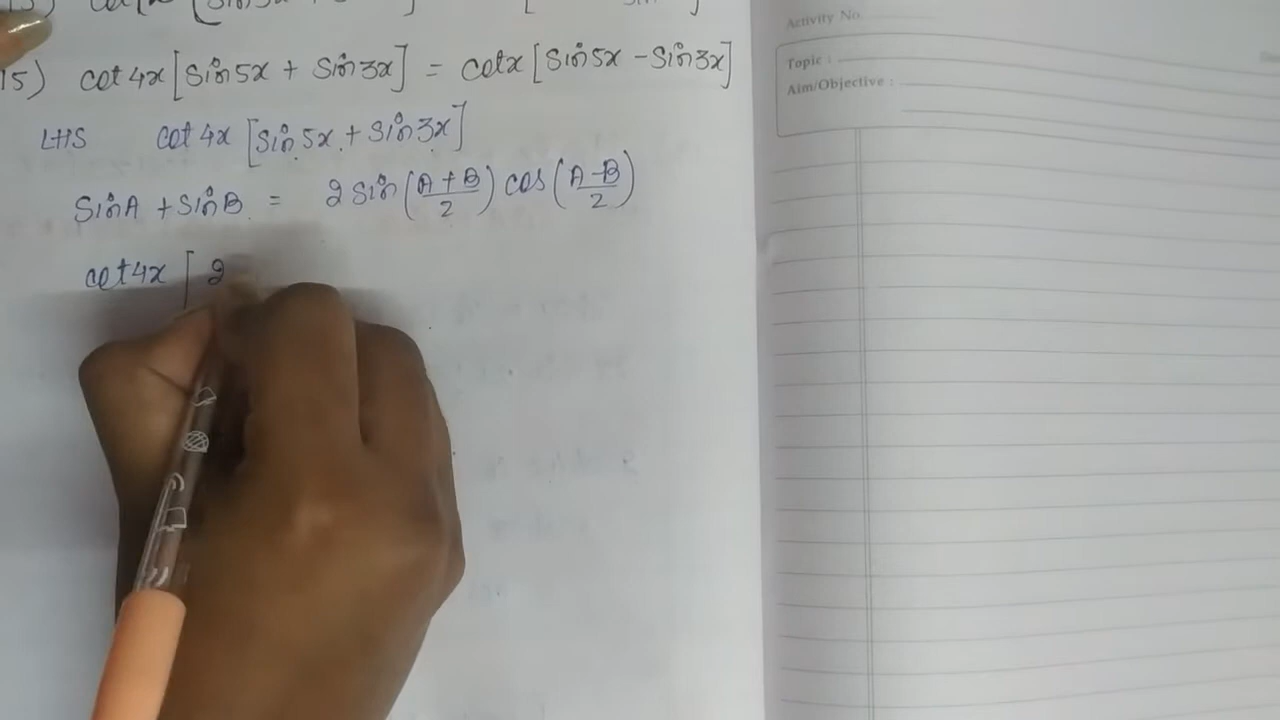 15) cot 4x [Sin 5x + Sin 3x] = cot x [Sin 5x - Sin 3x]
LHS cot 4x [Sin 5x + Sin 3x]
Sin A + Sin B = 2 Sin (A + B / 2) cos (A - B / 2)
cot 4x [ 2
Activity No.
Topic :
Aim/Objective :